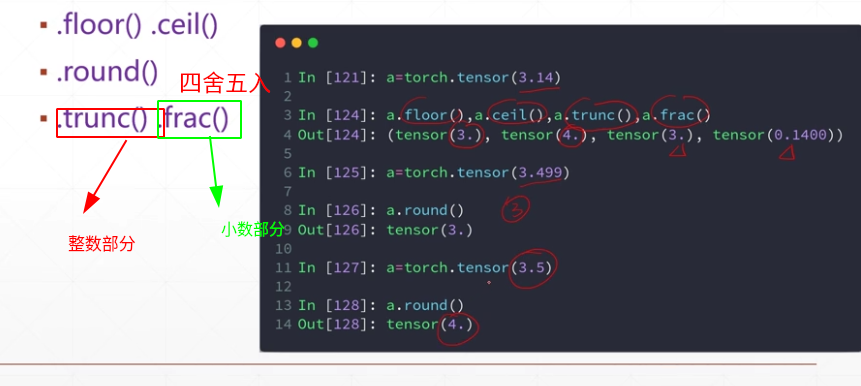 ▪ .floor() .ceil()
▪ .round()
四舍五入
▪ .trunc() .frac()
整数部分
小数部分
1 In [121]: a=torch.tensor(3.14)
2
3 In [124]: a.floor(),a.ceil(),a.trunc(),a.frac()
4 Out[124]: (tensor(3.), tensor(4.), tensor(3.), tensor(0.1400))
5
6 In [125]: a=torch.tensor(3.499)
7
8 In [126]: a.round()
3
9 Out[126]: tensor(3.)
10
11 In [127]: a=torch.tensor(3.5)
12
13 In [128]: a.round()
14 Out[128]: tensor(4.)